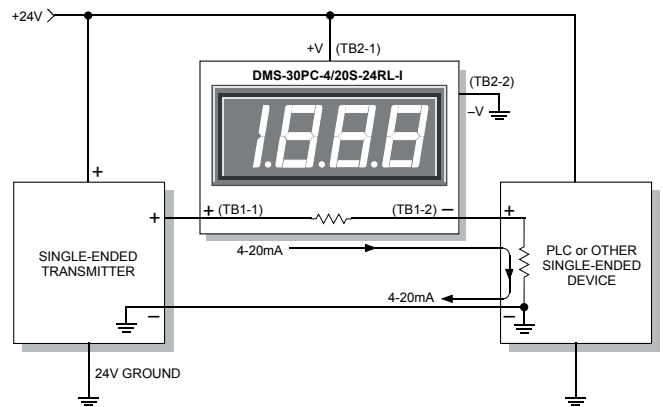 +24V
+V (TB2-1)
DMS-30PC-4/20S-24RL-I
(TB2-2)
–V
1.8.8.8
+
+
+ (TB1-1)
(TB1-2) –
+
SINGLE-ENDED
TRANSMITTER
4-20mA
PLC or OTHER
SINGLE-ENDED
DEVICE
4-20mA
–
–
24V GROUND